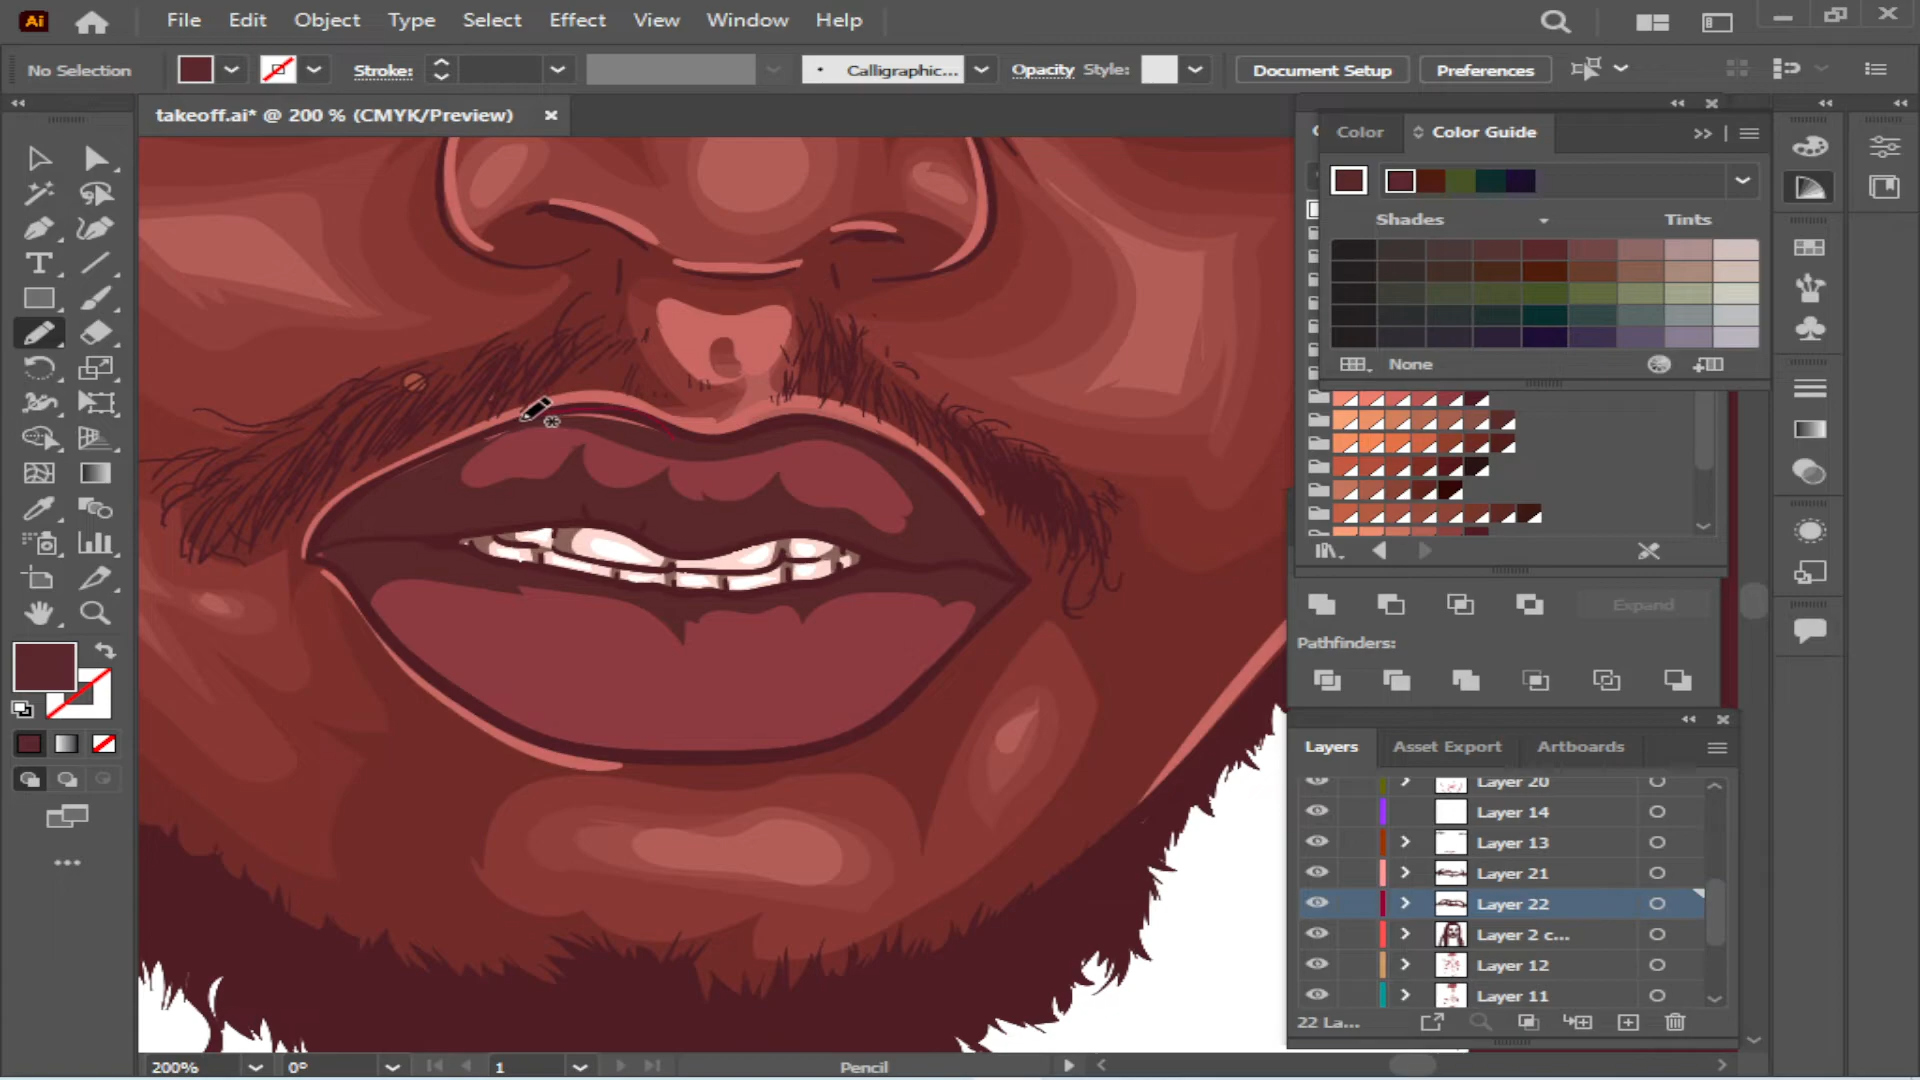 Ai File Edit Object Type Select Effect View Window Help
No Selection Stroke: Calligraphic... Opacity Style: Document Setup Preferences
takeoff.ai* @ 200 % (CMYK/Preview)
Color Color Guide
Shades Tints
None
Expand
Pathfinders:
Layers Asset Export Artboards
Layer 20
Layer 14
Layer 13
Layer 21
Layer 22
Layer 2 c...
Layer 12
Layer 11
22 La...
200% 0° 1 Pencil